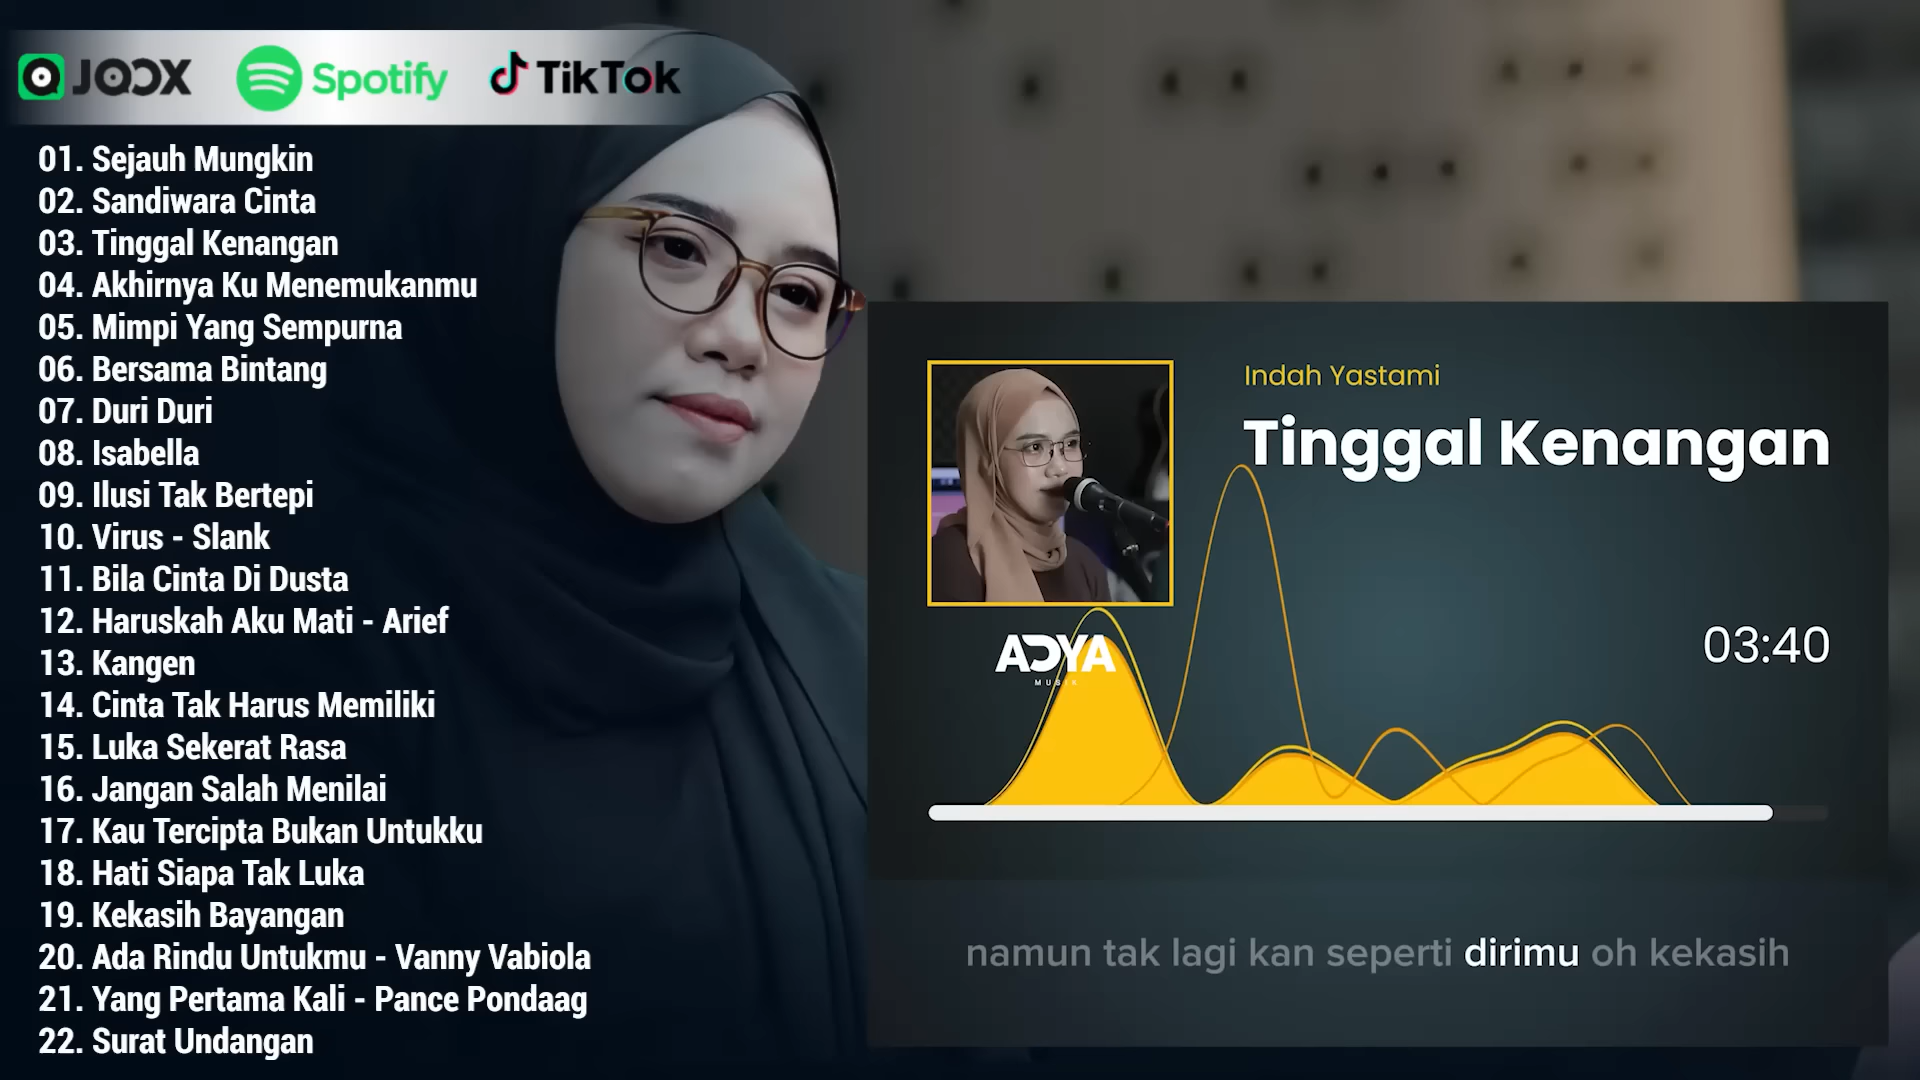 JOOX Spotify TikTok
01. Sejauh Mungkin
02. Sandiwara Cinta
03. Tinggal Kenangan
04. Akhirnya Ku Menemukanmu
05. Mimpi Yang Sempurna
06. Bersama Bintang
07. Duri Duri
08. Isabella
09. Ilusi Tak Bertepi
10. Virus - Slank
11. Bila Cinta Di Dusta
12. Haruskah Aku Mati - Arief
13. Kangen
14. Cinta Tak Harus Memiliki
15. Luka Sekerat Rasa
16. Jangan Salah Menilai
17. Kau Tercipta Bukan Untukku
18. Hati Siapa Tak Luka
19. Kekasih Bayangan
20. Ada Rindu Untukmu - Vanny Vabiola
21. Yang Pertama Kali - Pance Pondaag
22. Surat Undangan
Indah Yastami
Tinggal Kenangan
ADYA
MUSIK
03:40
namun tak lagi kan seperti dirimu oh kekasih